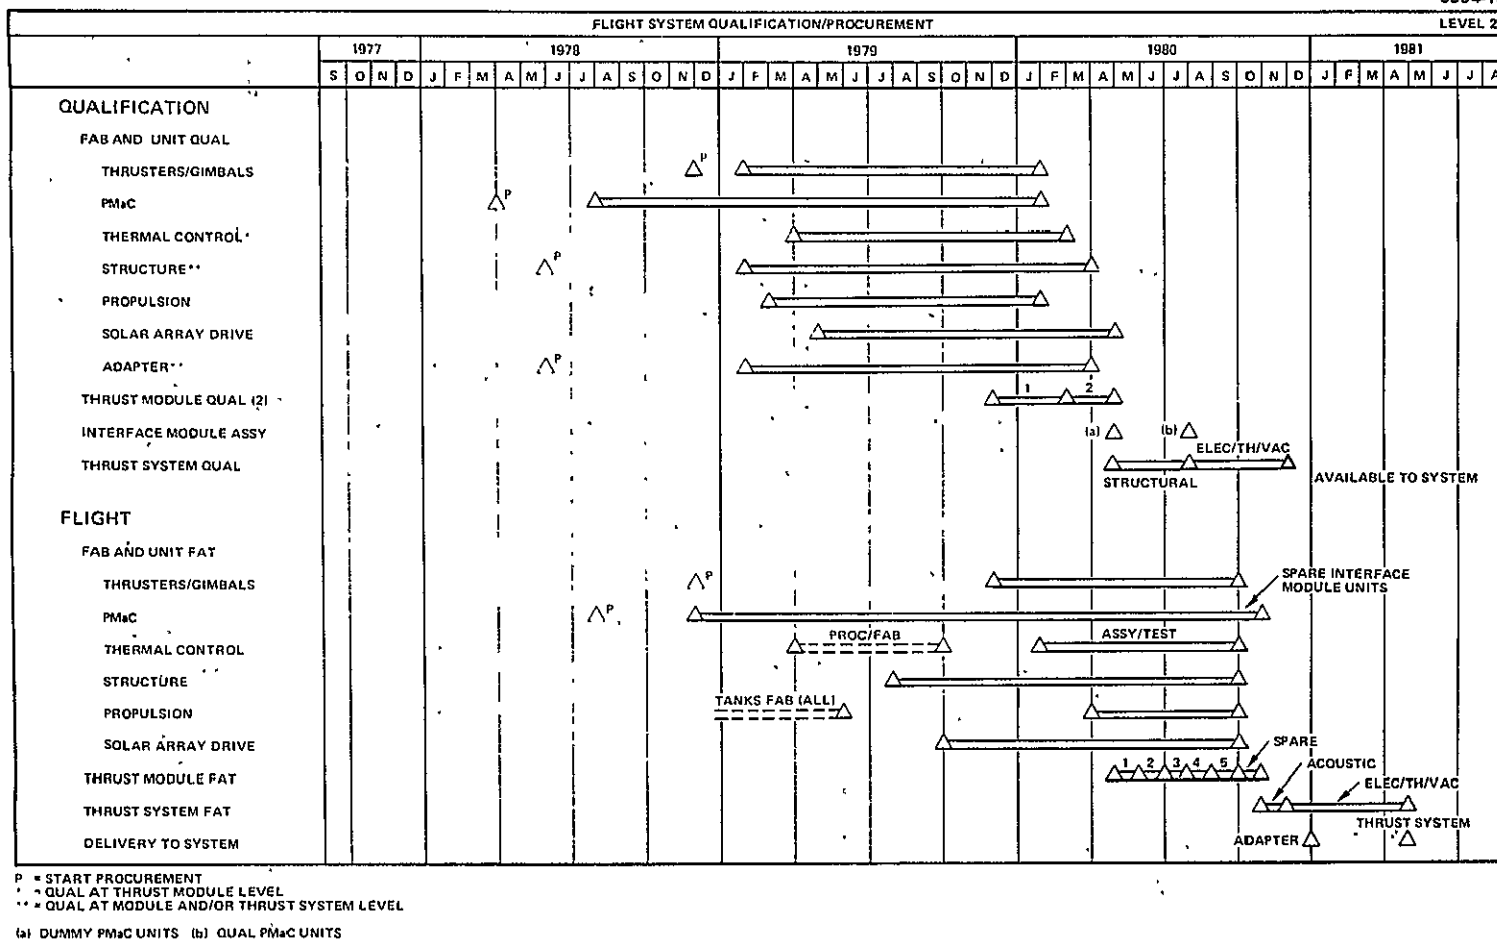 FLIGHT SYSTEM QUALIFICATION/PROCUREMENT
LEVEL 2
1977 1978 1979 1980 1981
S O N D J F M A M J J A S O N D J F M A M J J A S O N D J F M A M J J A S O N D J F M A M J J A
QUALIFICATION
FAB AND UNIT QUAL
THRUSTERS/GIMBALS P
PMaC P
THERMAL CONTROL*
STRUCTURE** P
PROPULSION
SOLAR ARRAY DRIVE
ADAPTER** P
THRUST MODULE QUAL (2) 1 2
INTERFACE MODULE ASSY (a) (b)
ELEC/TH/VAC
THRUST SYSTEM QUAL
STRUCTURAL AVAILABLE TO SYSTEM
FLIGHT
FAB AND UNIT FAT
THRUSTERS/GIMBALS P
SPARE INTERFACE
MODULE UNITS
PMaC P
PROC/FAB ASSY/TEST
THERMAL CONTROL
STRUCTURE
TANKS FAB (ALL)
PROPULSION
SOLAR ARRAY DRIVE
SPARE
THRUST MODULE FAT 1 2 3 4 5
ACOUSTIC
ELEC/TH/VAC
THRUST SYSTEM FAT
THRUST SYSTEM
DELIVERY TO SYSTEM ADAPTER
P = START PROCUREMENT
* = QUAL AT THRUST MODULE LEVEL
** = QUAL AT MODULE AND/OR THRUST SYSTEM LEVEL
(a) DUMMY PMaC UNITS (b) QUAL PMaC UNITS